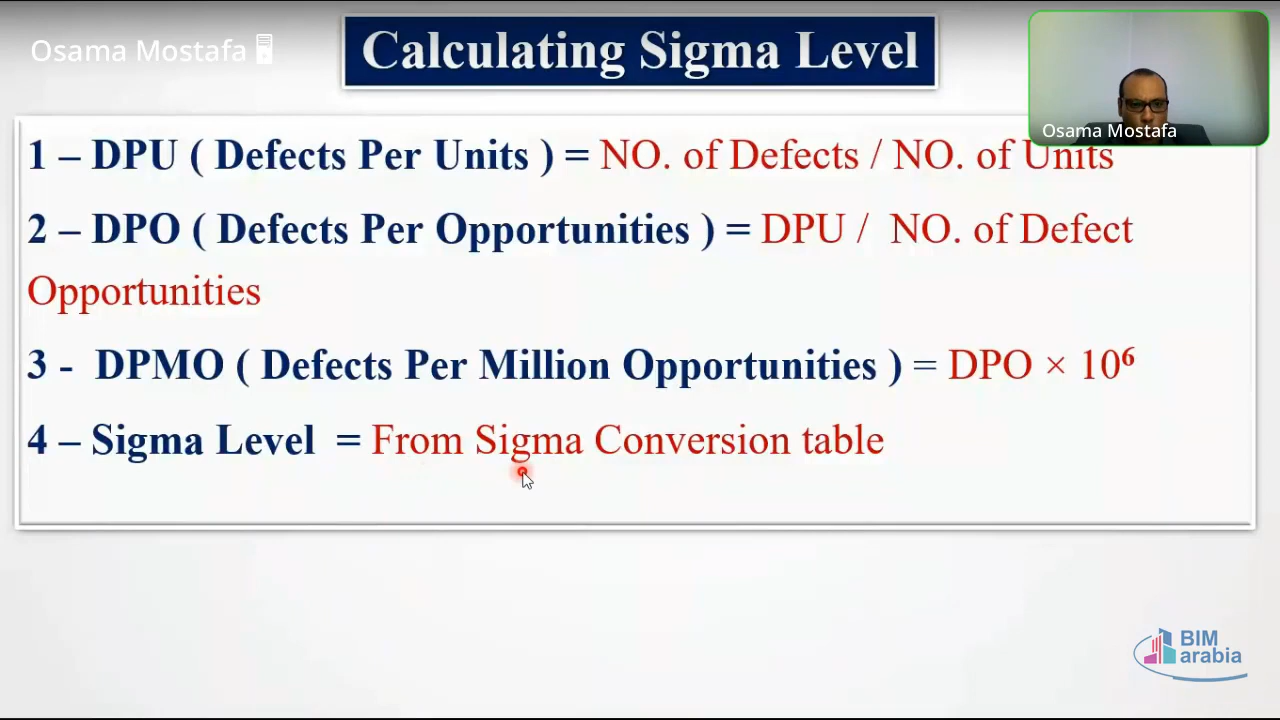 Osama Mostafa
Calculating Sigma Level
Osama Mostafa
1 – DPU ( Defects Per Units ) = NO. of Defects / NO. of Units
2 – DPO ( Defects Per Opportunities ) = DPU / NO. of Defect
Opportunities
3 - DPMO ( Defects Per Million Opportunities ) = DPO × 10⁶
4 – Sigma Level = From Sigma Conversion table
BIM
arabia